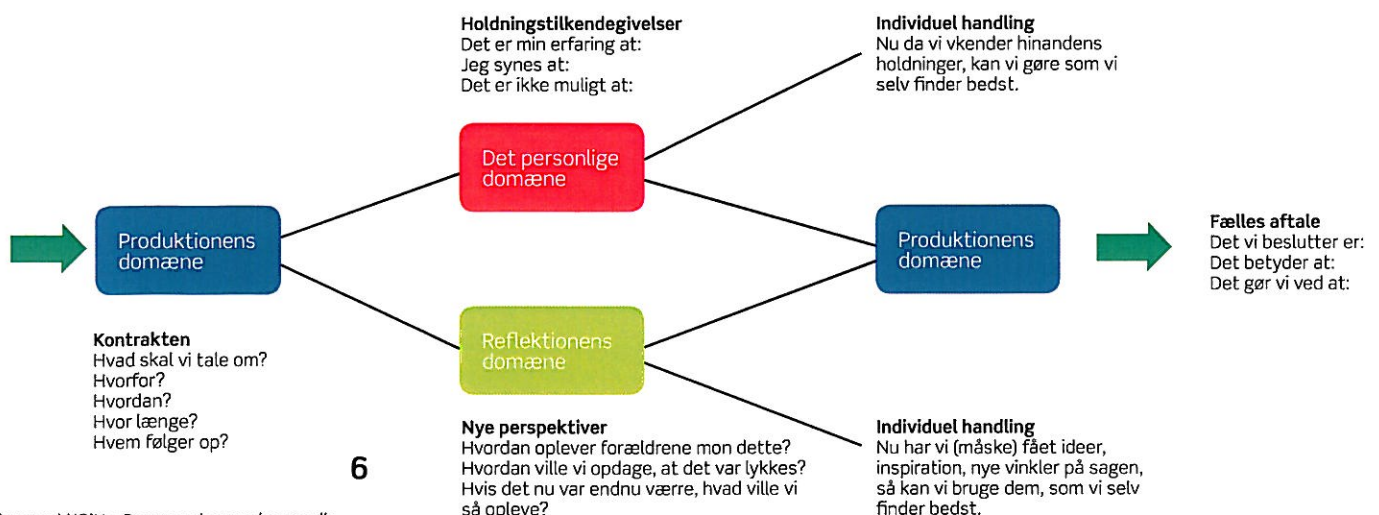 Holdningstilkendegivelser
Det er min erfaring at:
Jeg synes at:
Det er ikke muligt at:
Individuel handling
Nu da vi vkender hinandens
holdninger, kan vi gøre som vi
selv finder bedst.
Det personlige
domæne
Produktionens
domæne
Produktionens
domæne
Fælles aftale
Det vi beslutter er:
Det betyder at:
Det gør vi ved at:
Kontrakten
Hvad skal vi tale om?
Hvorfor?
Hvordan?
Hvor længe?
Hvem følger op?
Reflektionens
domæne
Nye perspektiver
Hvordan oplever forældrene mon dette?
Hvordan ville vi opdage, at det var lykkes?
Hvis det nu var endnu værre, hvad ville vi
så opleve?
Individuel handling
Nu har vi (måske) fået ideer,
inspiration, nye vinkler på sagen,
så kan vi bruge dem, som vi selv
finder bedst.
6